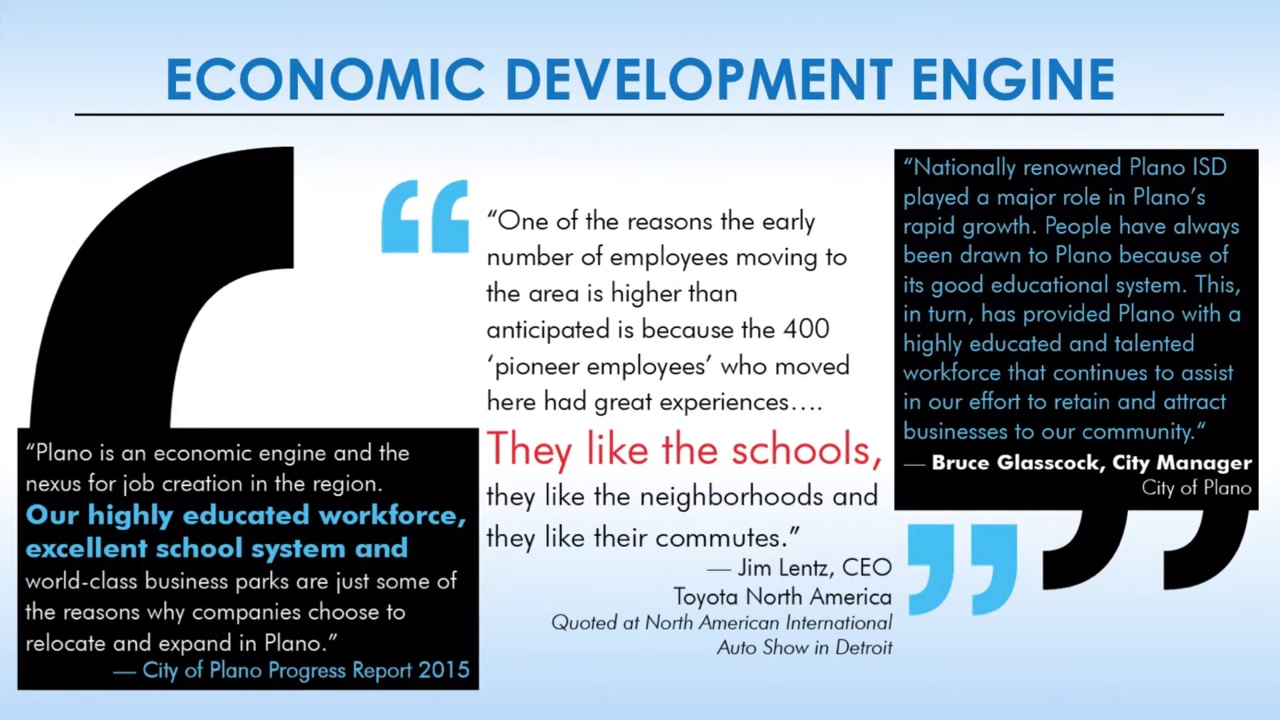 ECONOMIC DEVELOPMENT ENGINE
“Plano is an economic engine and the
nexus for job creation in the region.
Our highly educated workforce,
excellent school system and
world-class business parks are just some of
the reasons why companies choose to
relocate and expand in Plano.”
— City of Plano Progress Report 2015
“One of the reasons the early
number of employees moving to
the area is higher than
anticipated is because the 400
‘pioneer employees’ who moved
here had great experiences….
They like the schools,
they like the neighborhoods and
they like their commutes.”
— Jim Lentz, CEO
Toyota North America
Quoted at North American International
Auto Show in Detroit
“Nationally renowned Plano ISD
played a major role in Plano’s
rapid growth. People have always
been drawn to Plano because of
its good educational system. This,
in turn, has provided Plano with a
highly educated and talented
workforce that continues to assist
in our effort to retain and attract
businesses to our community.“
— Bruce Glasscock, City Manager
City of Plano